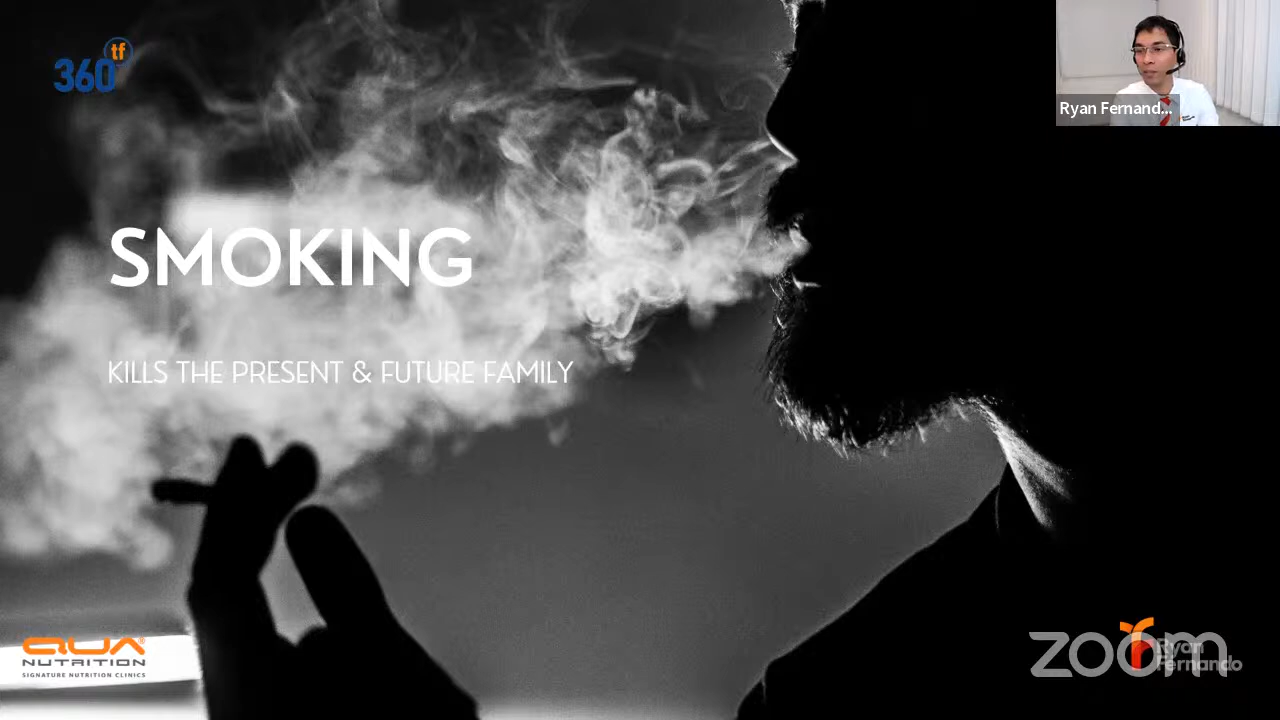 360
tf
Ryan Fernand...
SMOKING
KILLS THE PRESENT & FUTURE FAMILY
QUA®
NUTRITION
SIGNATURE NUTRITION CLINICS
zoom
Ryan
Fernando